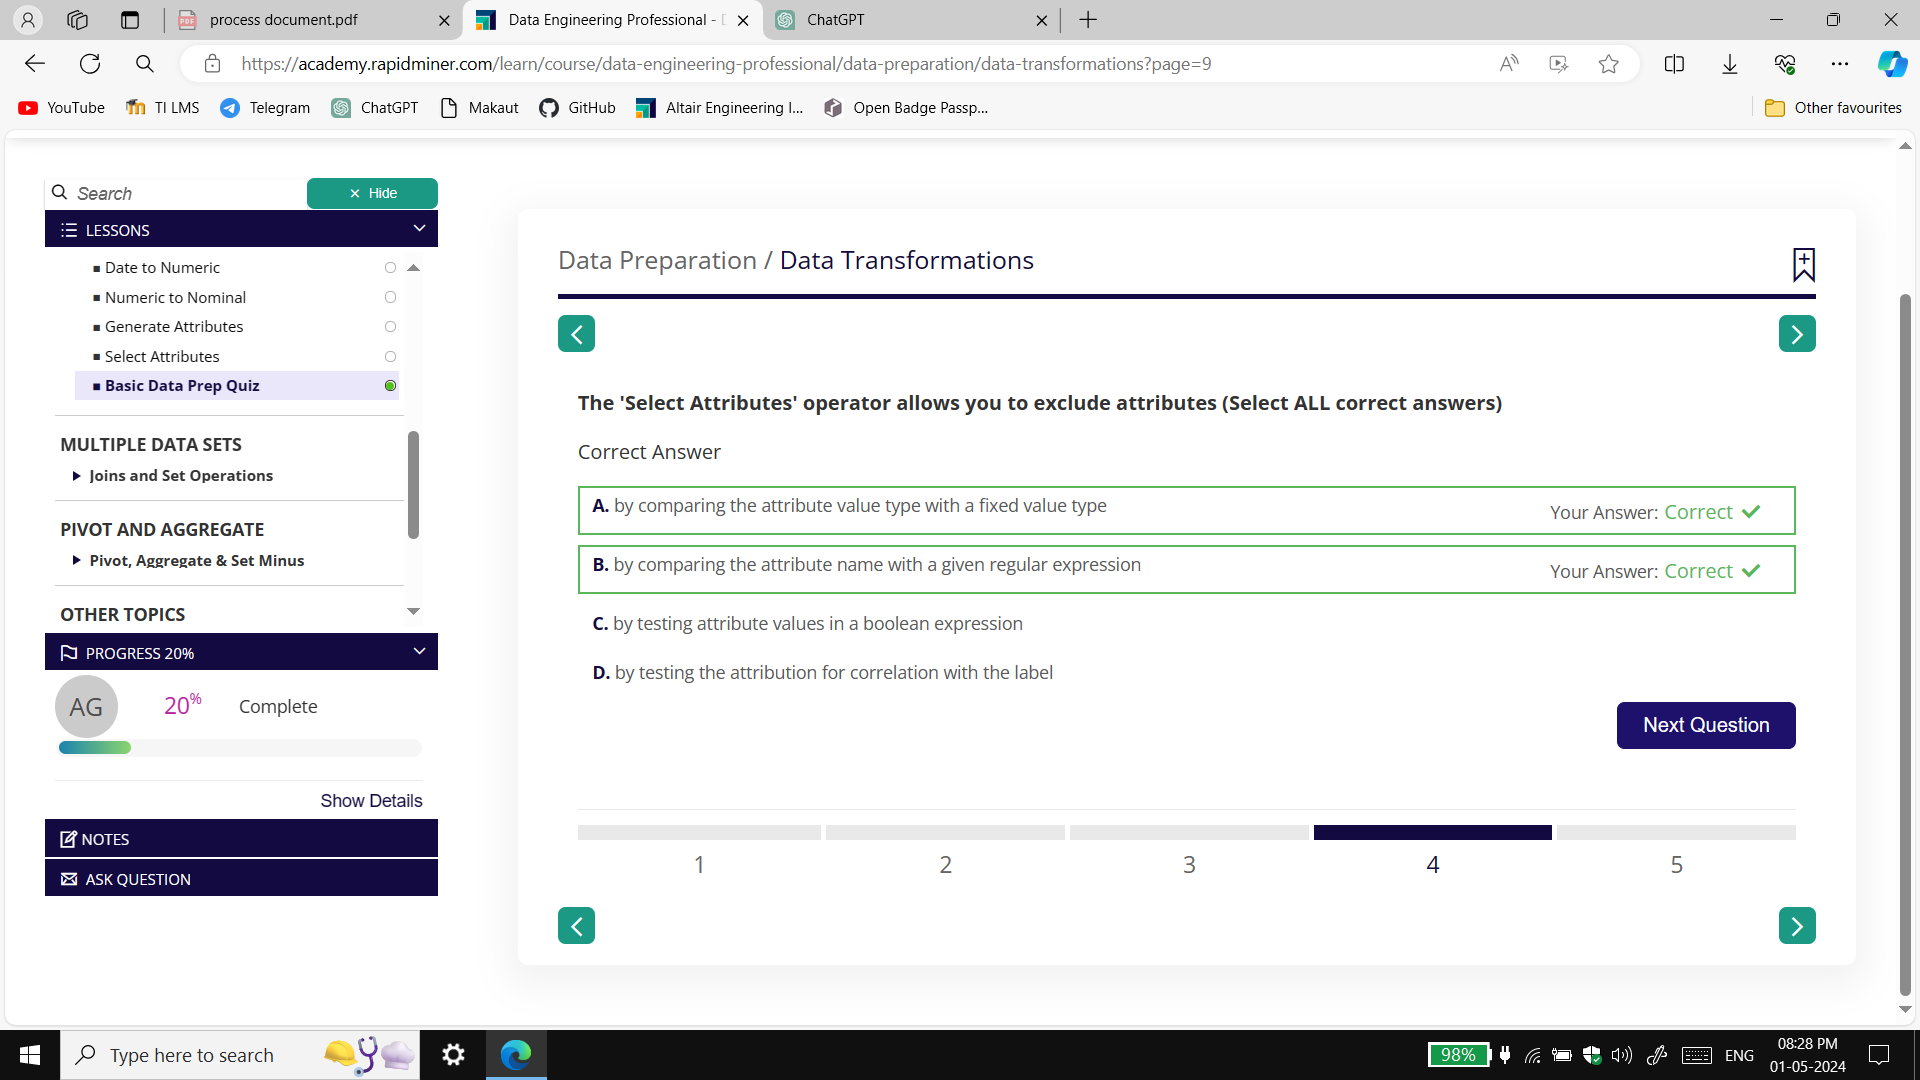 process document.pdf
Data Engineering Professional - D
ChatGPT
https://academy.rapidminer.com/learn/course/data-engineering-professional/data-preparation/data-transformations?page=9
YouTube
TI LMS
Telegram
ChatGPT
Makaut
GitHub
Altair Engineering I...
Open Badge Passp...
Other favourites
Search
× Hide
LESSONS
Date to Numeric
Numeric to Nominal
Generate Attributes
Select Attributes
Basic Data Prep Quiz
MULTIPLE DATA SETS
Joins and Set Operations
PIVOT AND AGGREGATE
Pivot, Aggregate & Set Minus
OTHER TOPICS
PROGRESS 20%
AG
20%
Complete
Show Details
NOTES
ASK QUESTION
Data Preparation / Data Transformations
The 'Select Attributes' operator allows you to exclude attributes (Select ALL correct answers)
Correct Answer
A. by comparing the attribute value type with a fixed value type
Your Answer: Correct ✓
B. by comparing the attribute name with a given regular expression
Your Answer: Correct ✓
C. by testing attribute values in a boolean expression
D. by testing the attribution for correlation with the label
Next Question
1
2
3
4
5
Type here to search
98%
ENG
08:28 PM
01-05-2024